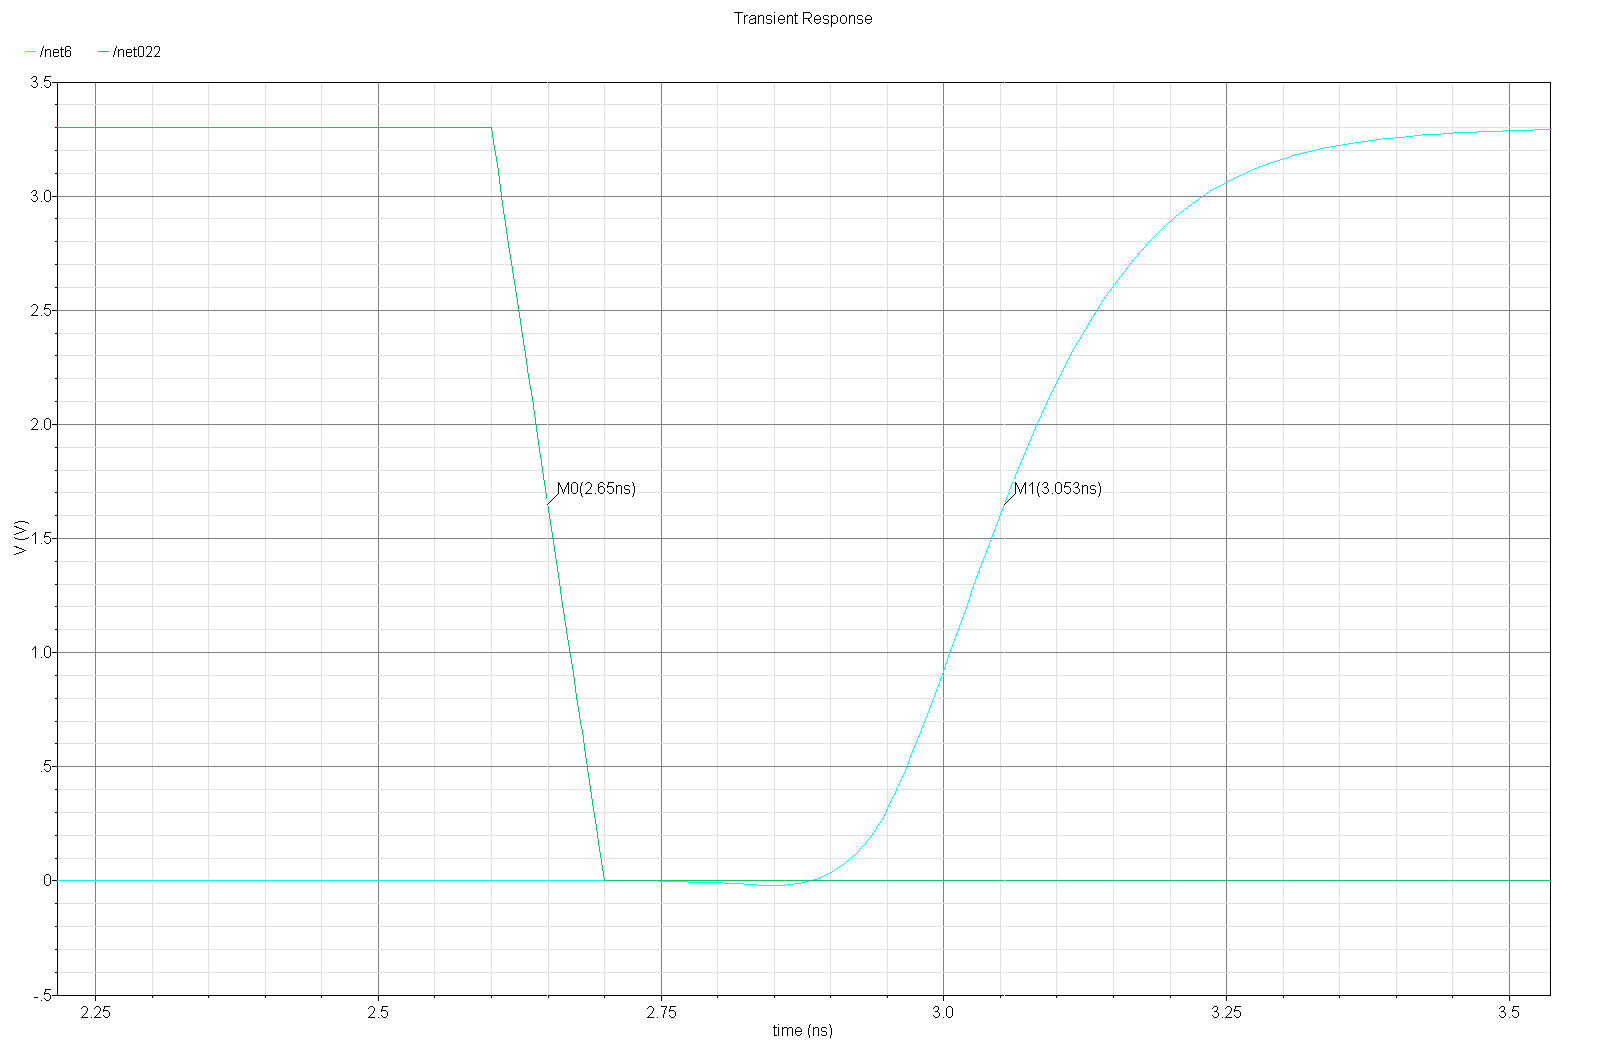 Transient Response
/net6 /net022
3.5
3.0
2.5
2.0
M0(2.65ns) M1(3.053ns)
V (V)
1.5
1.0
.5
0
-.5
2.25 2.5 2.75 3.0 3.25 3.5
time (ns)